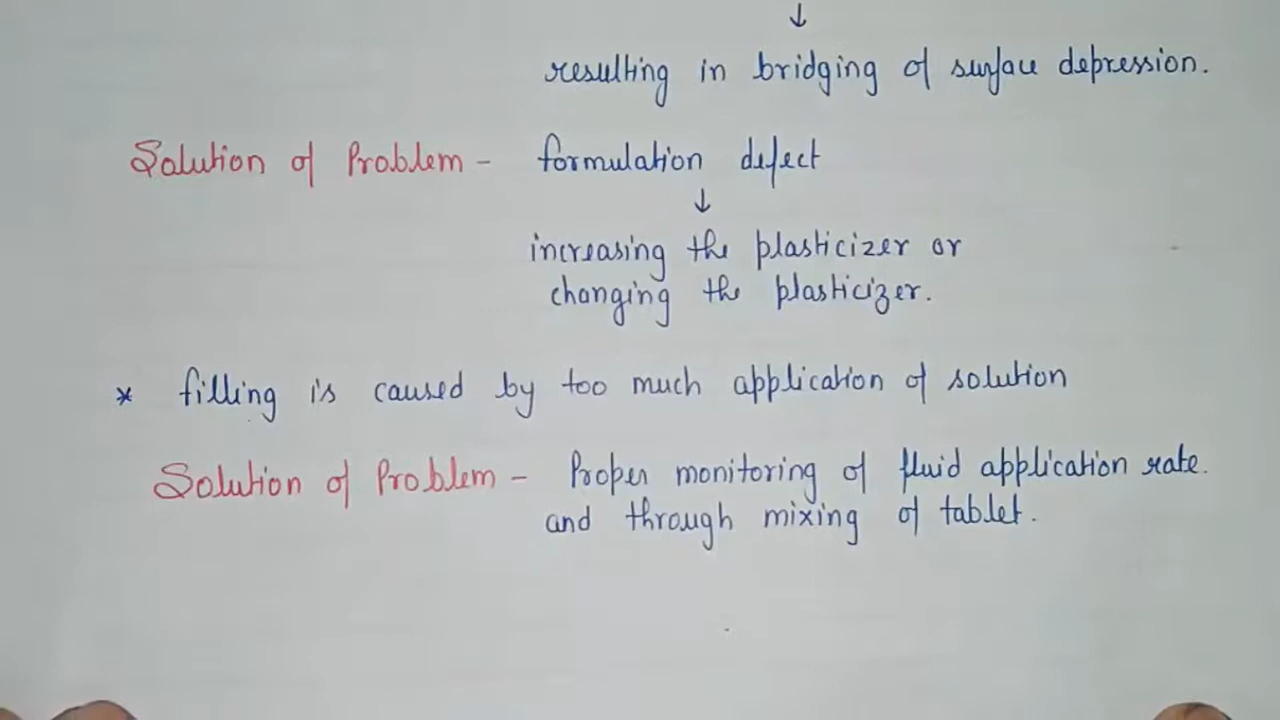 ↓
resulting in bridging of surface depression.
Solution of Problem - formulation defect
↓
increasing the plasticizer or
changing the plasticizer.
* filling is caused by too much application of solution
Solution of Problem - Proper monitoring of fluid application rate.
and through mixing of tablet.